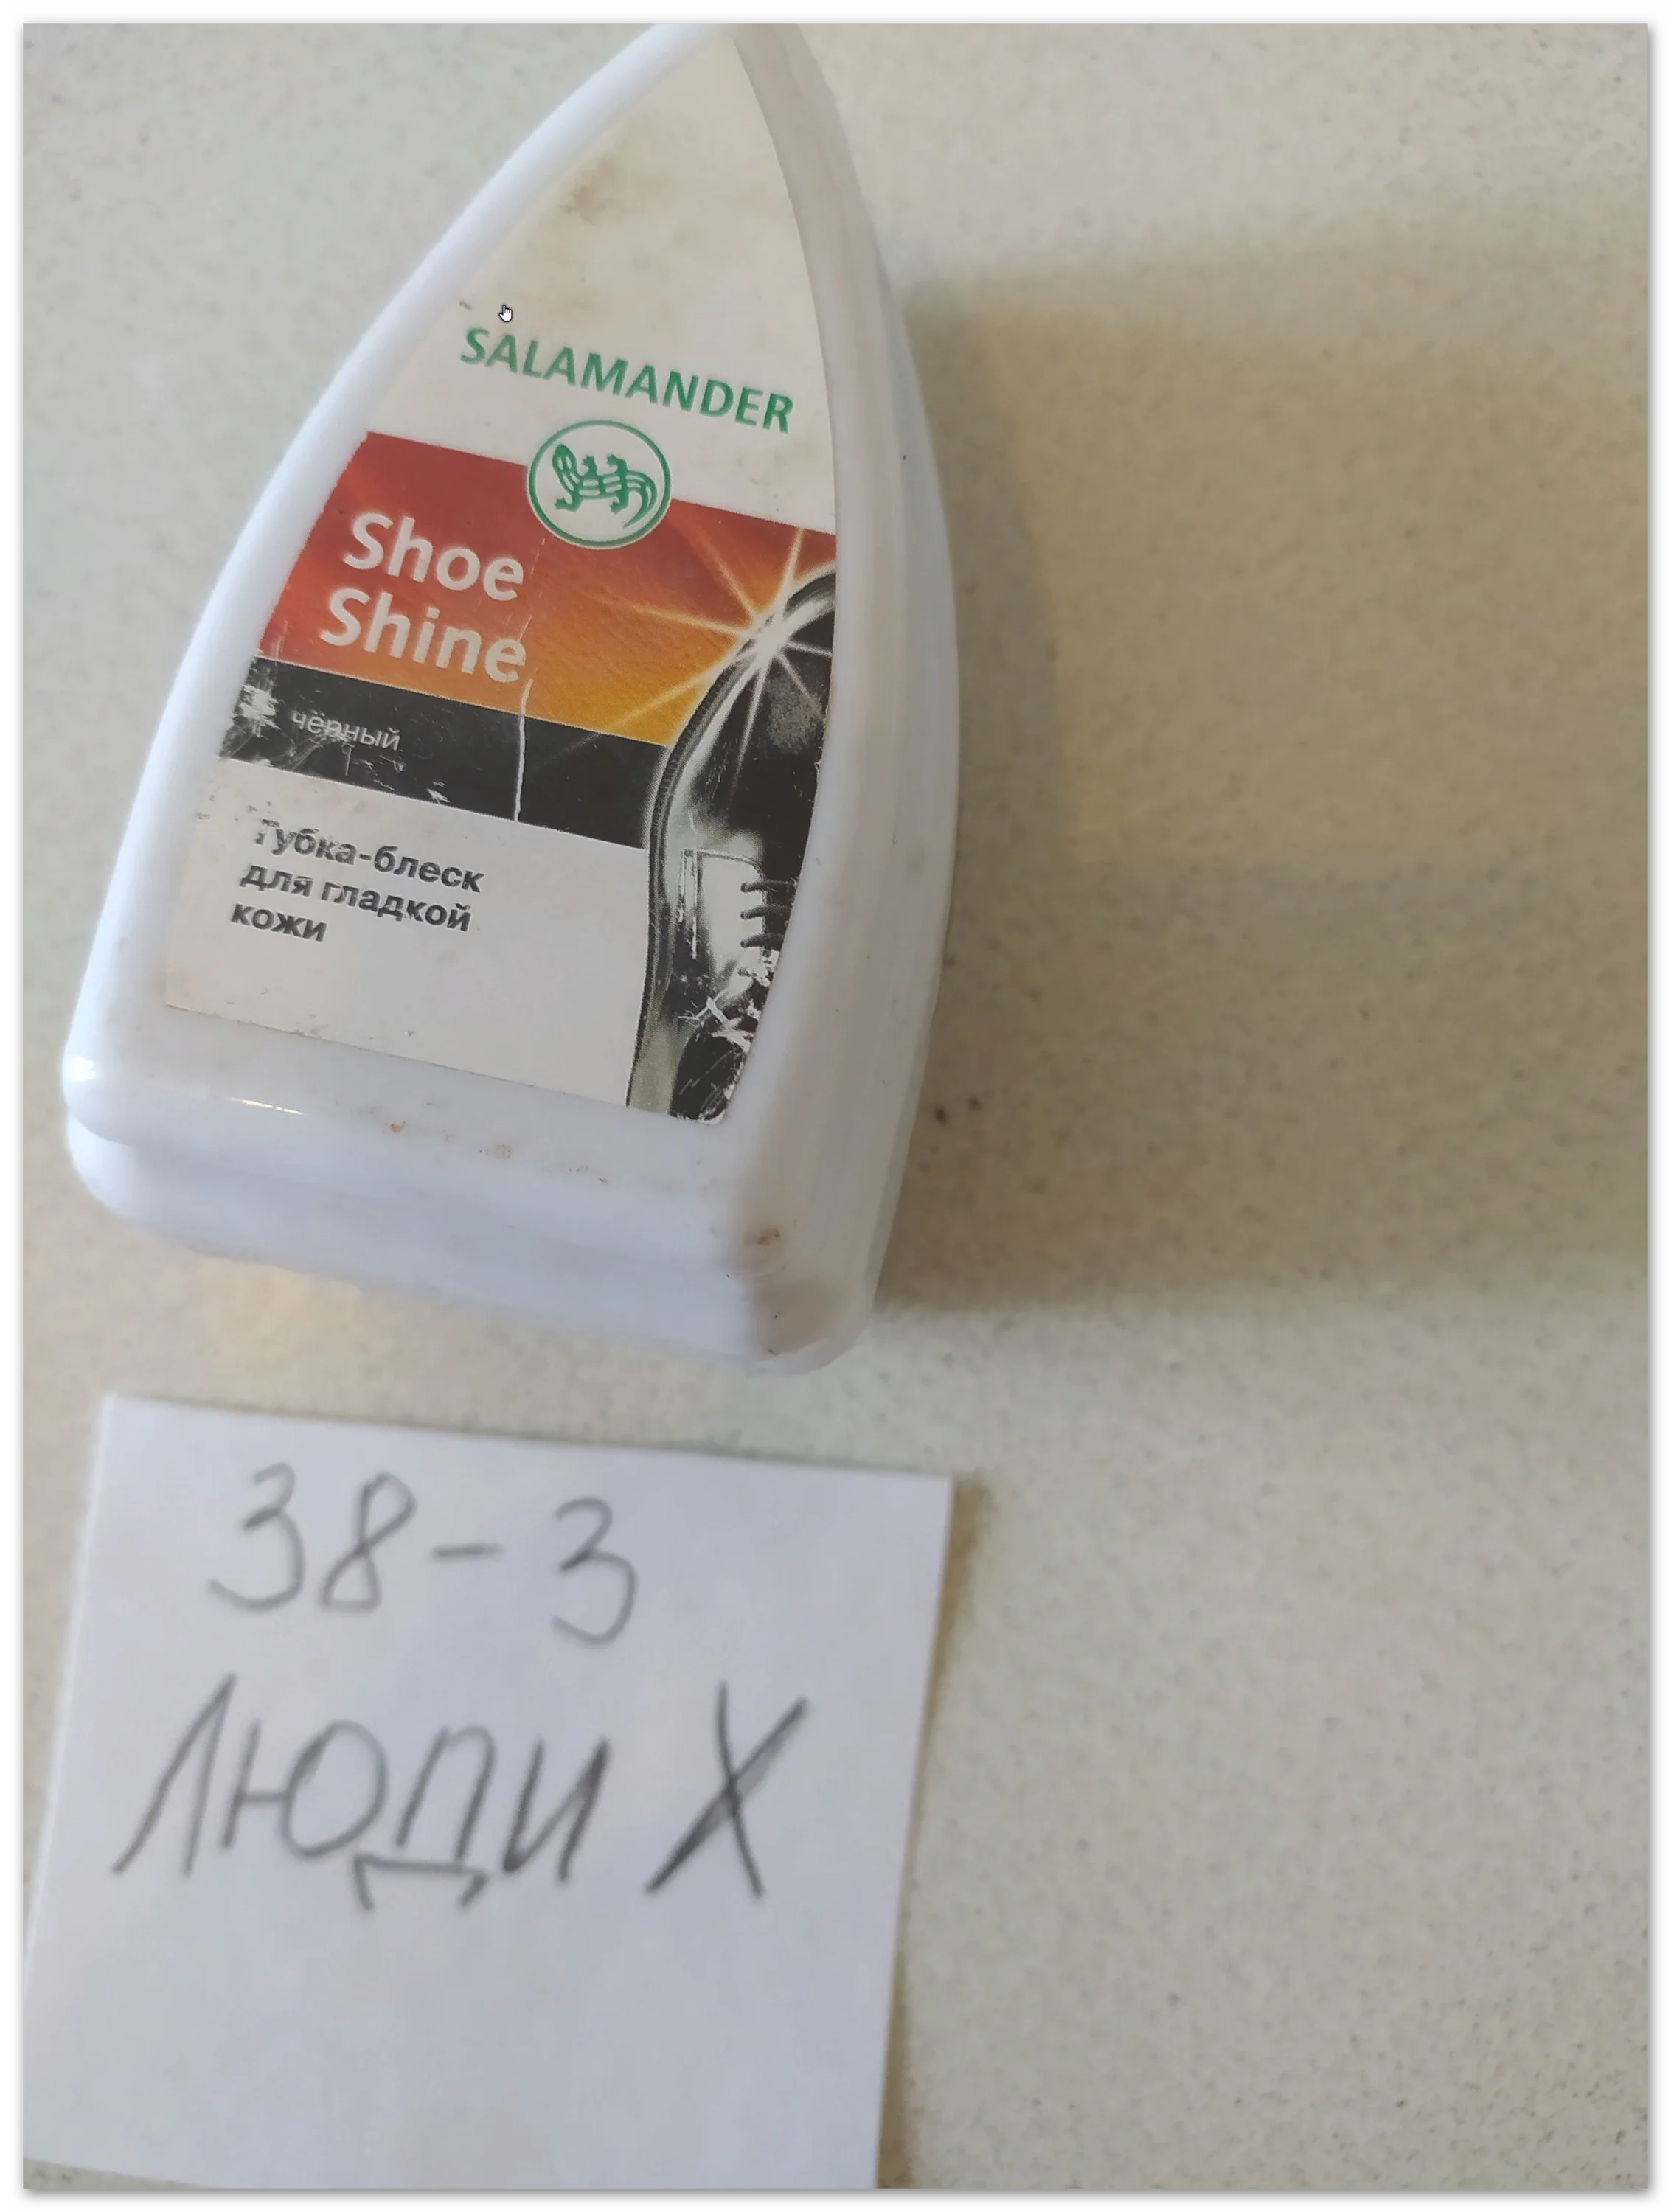 SALAMANDER
Shoe
Shine
чёрный
Губка-блеск
для гладкой
кожи
38-3
ЛЮДИ X